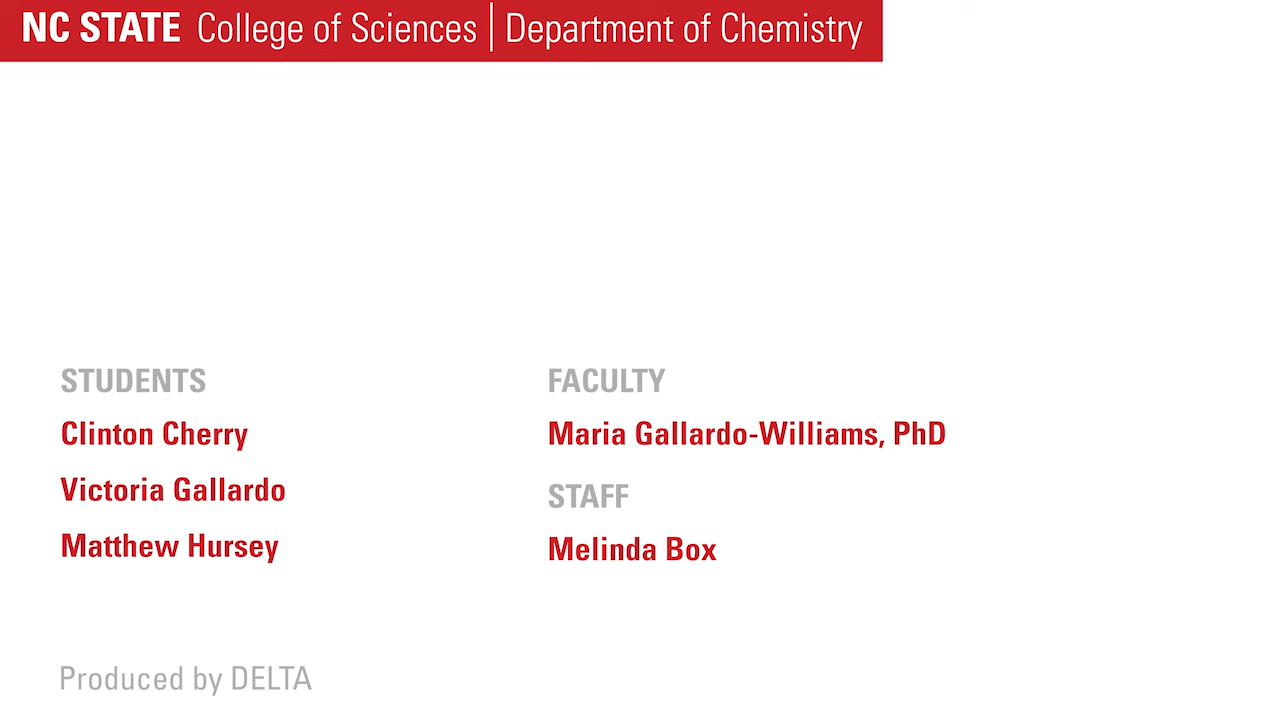 NC STATE College of Sciences | Department of Chemistry
STUDENTS
Clinton Cherry
Victoria Gallardo
Matthew Hursey
FACULTY
Maria Gallardo-Williams, PhD
STAFF
Melinda Box
Produced by DELTA